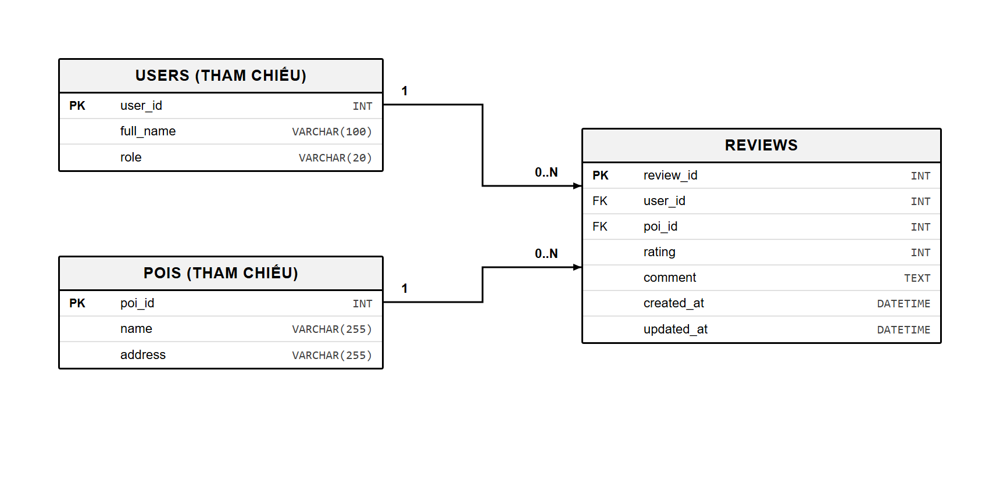 USERS (THAM CHIẾU)
PK user_id INT
full_name VARCHAR(100)
role VARCHAR(20)
1
0..N
REVIEWS
PK review_id INT
FK user_id INT
FK poi_id INT
rating INT
comment TEXT
created_at DATETIME
updated_at DATETIME
0..N
1
POIS (THAM CHIẾU)
PK poi_id INT
name VARCHAR(255)
address VARCHAR(255)